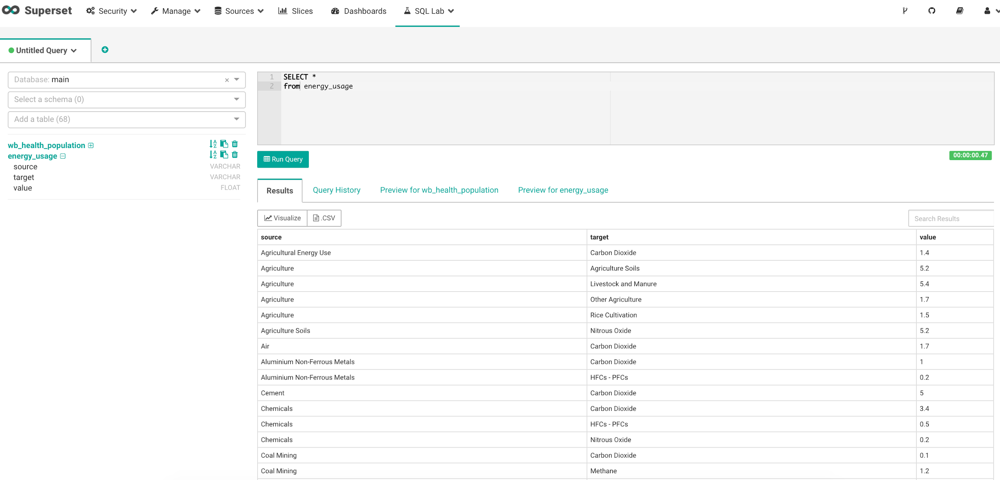 Superset Security Manage Sources Slices Dashboards SQL Lab
Untitled Query
Database: main ×
Select a schema (0)
Add a table (68)
wb_health_population
energy_usage
source VARCHAR
target VARCHAR
value FLOAT
1 SELECT *
2 from energy_usage
Run Query 00:00:00.47
Results Query History Preview for wb_health_population Preview for energy_usage
Visualize .CSV Search Results
source target value
Agricultural Energy Use Carbon Dioxide 1.4
Agriculture Agriculture Soils 5.2
Agriculture Livestock and Manure 5.4
Agriculture Other Agriculture 1.7
Agriculture Rice Cultivation 1.5
Agriculture Soils Nitrous Oxide 5.2
Air Carbon Dioxide 1.7
Aluminium Non-Ferrous Metals Carbon Dioxide 1
Aluminium Non-Ferrous Metals HFCs - PFCs 0.2
Cement Carbon Dioxide 5
Chemicals Carbon Dioxide 3.4
Chemicals HFCs - PFCs 0.5
Chemicals Nitrous Oxide 0.2
Coal Mining Carbon Dioxide 0.1
Coal Mining Methane 1.2